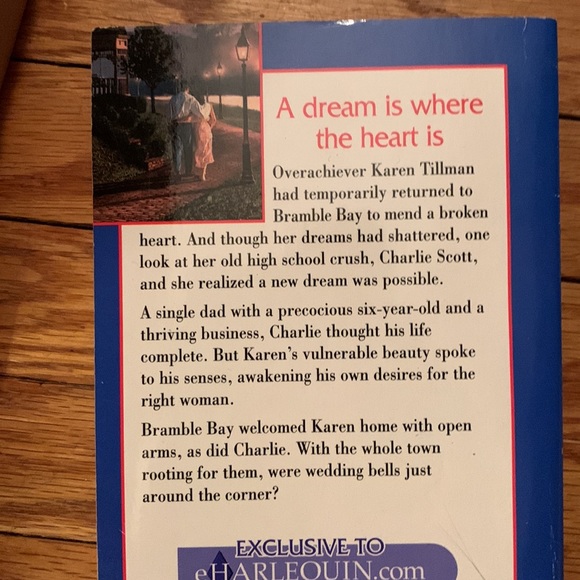 A dream is where
the heart is
Overachiever Karen Tillman
had temporarily returned to
Bramble Bay to mend a broken
heart. And though her dreams had shattered, one
look at her old high school crush, Charlie Scott,
and she realized a new dream was possible.
A single dad with a precocious six-year-old and a
thriving business, Charlie thought his life
complete. But Karen's vulnerable beauty spoke
to his senses, awakening his own desires for the
right woman.
Bramble Bay welcomed Karen home with open
arms, as did Charlie. With the whole town
rooting for them, were wedding bells just
around the corner?
EXCLUSIVE TO
eHARLEQUIN.com